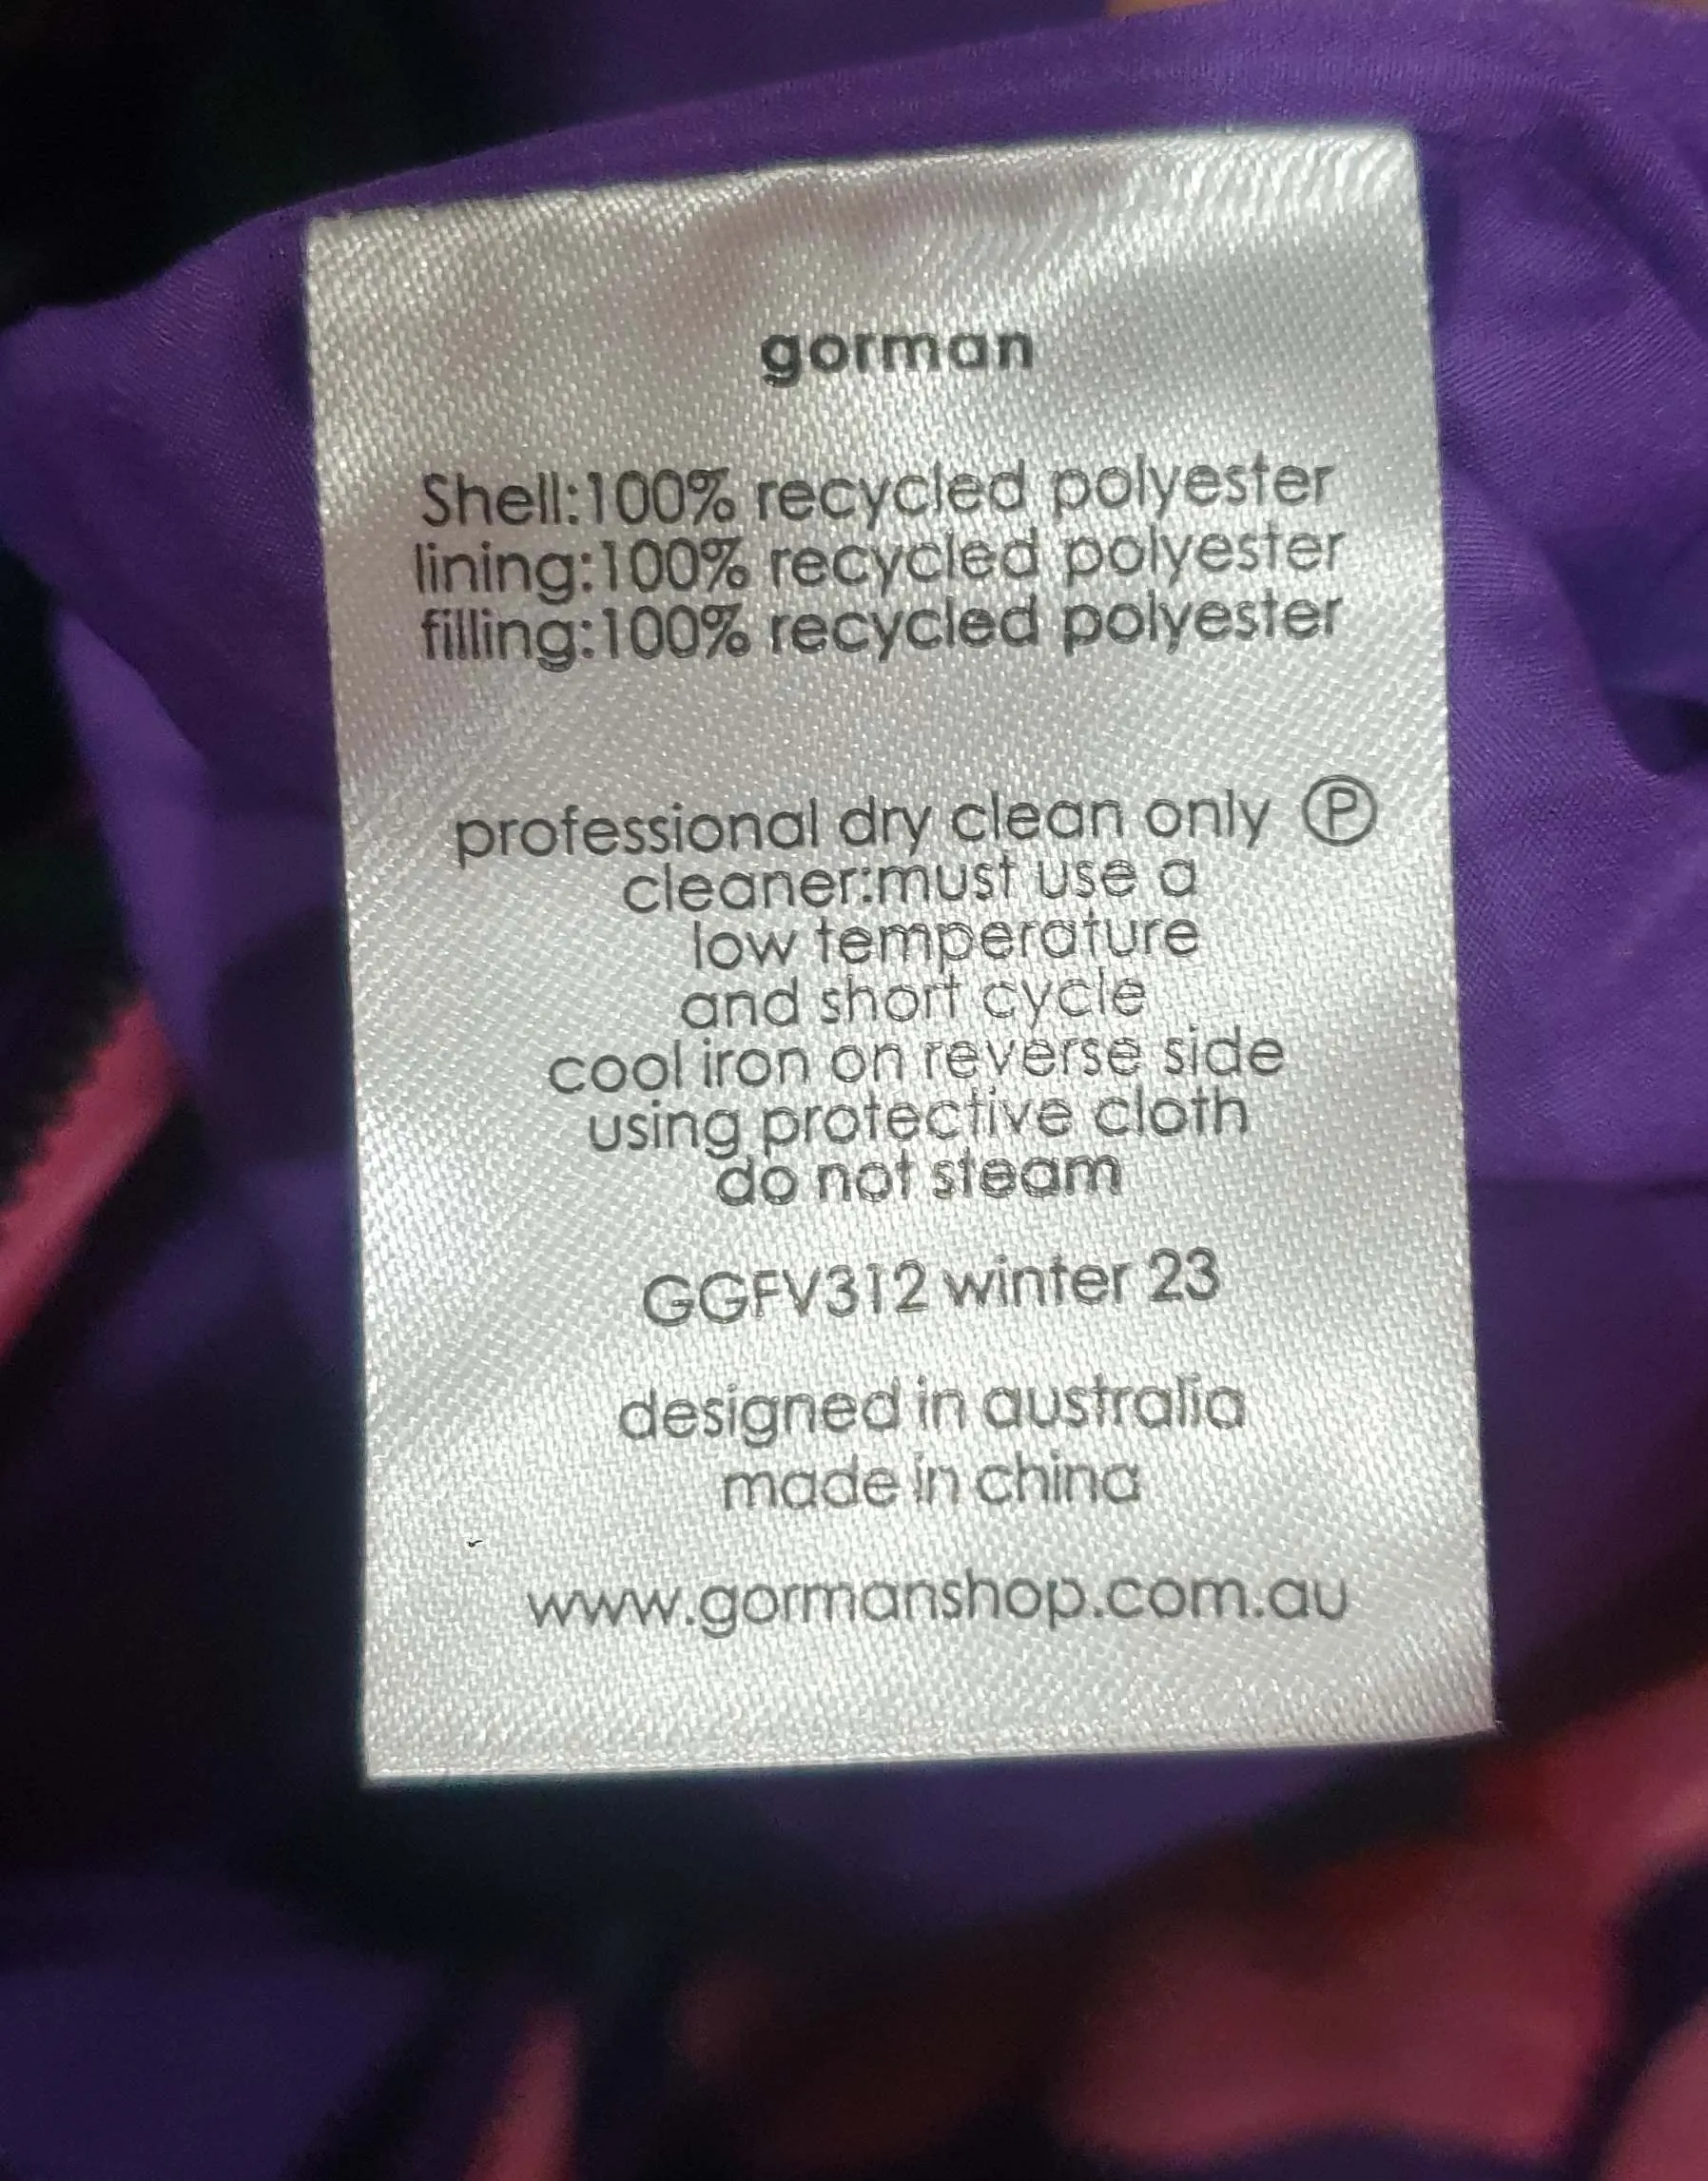 gorman
Shell:100% recycled polyester
lining:100% recycled polyester
filling:100% recycled polyester
professional dry clean only Ⓟ
cleaner:must use a
low temperature
and short cycle
cool iron on reverse side
using protective cloth
do not steam
GGFV312 winter 23
designed in australia
made in china
www.gormanshop.com.au